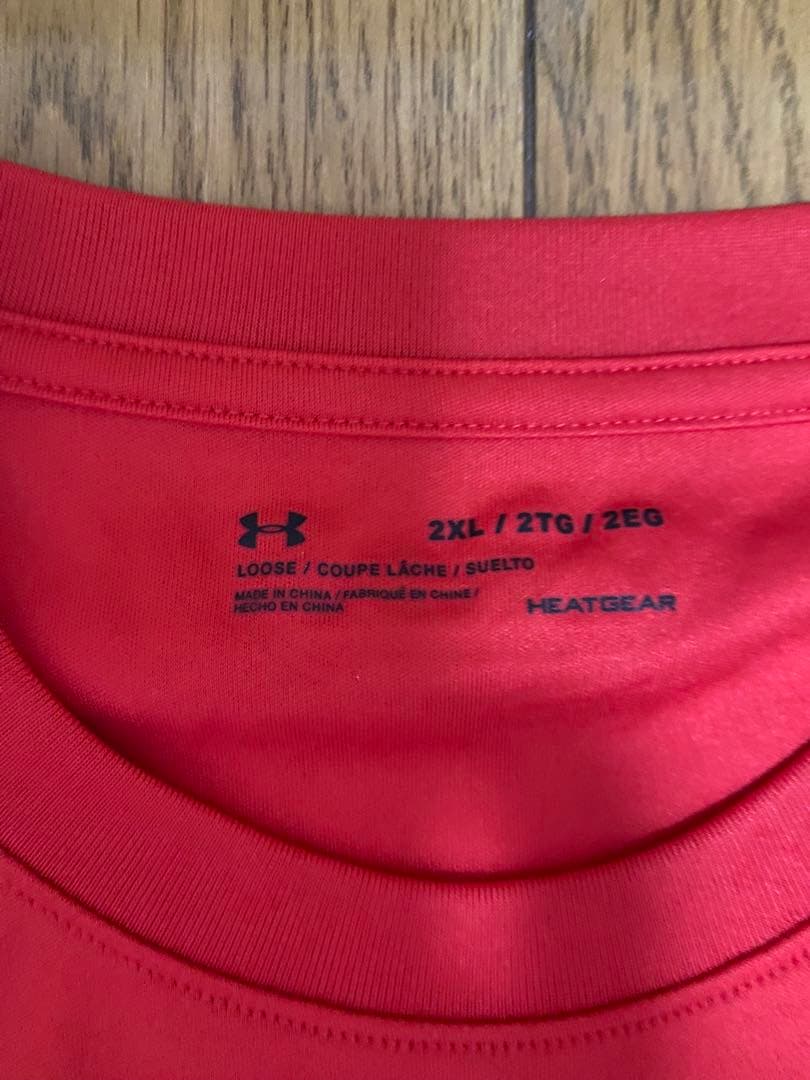 2XL / 2TG / 2EG
LOOSE / COUPE LÂCHE / SUELTO
MADE IN CHINA / FABRIQUÉ EN CHINE /
HECHO EN CHINA
HEATGEAR